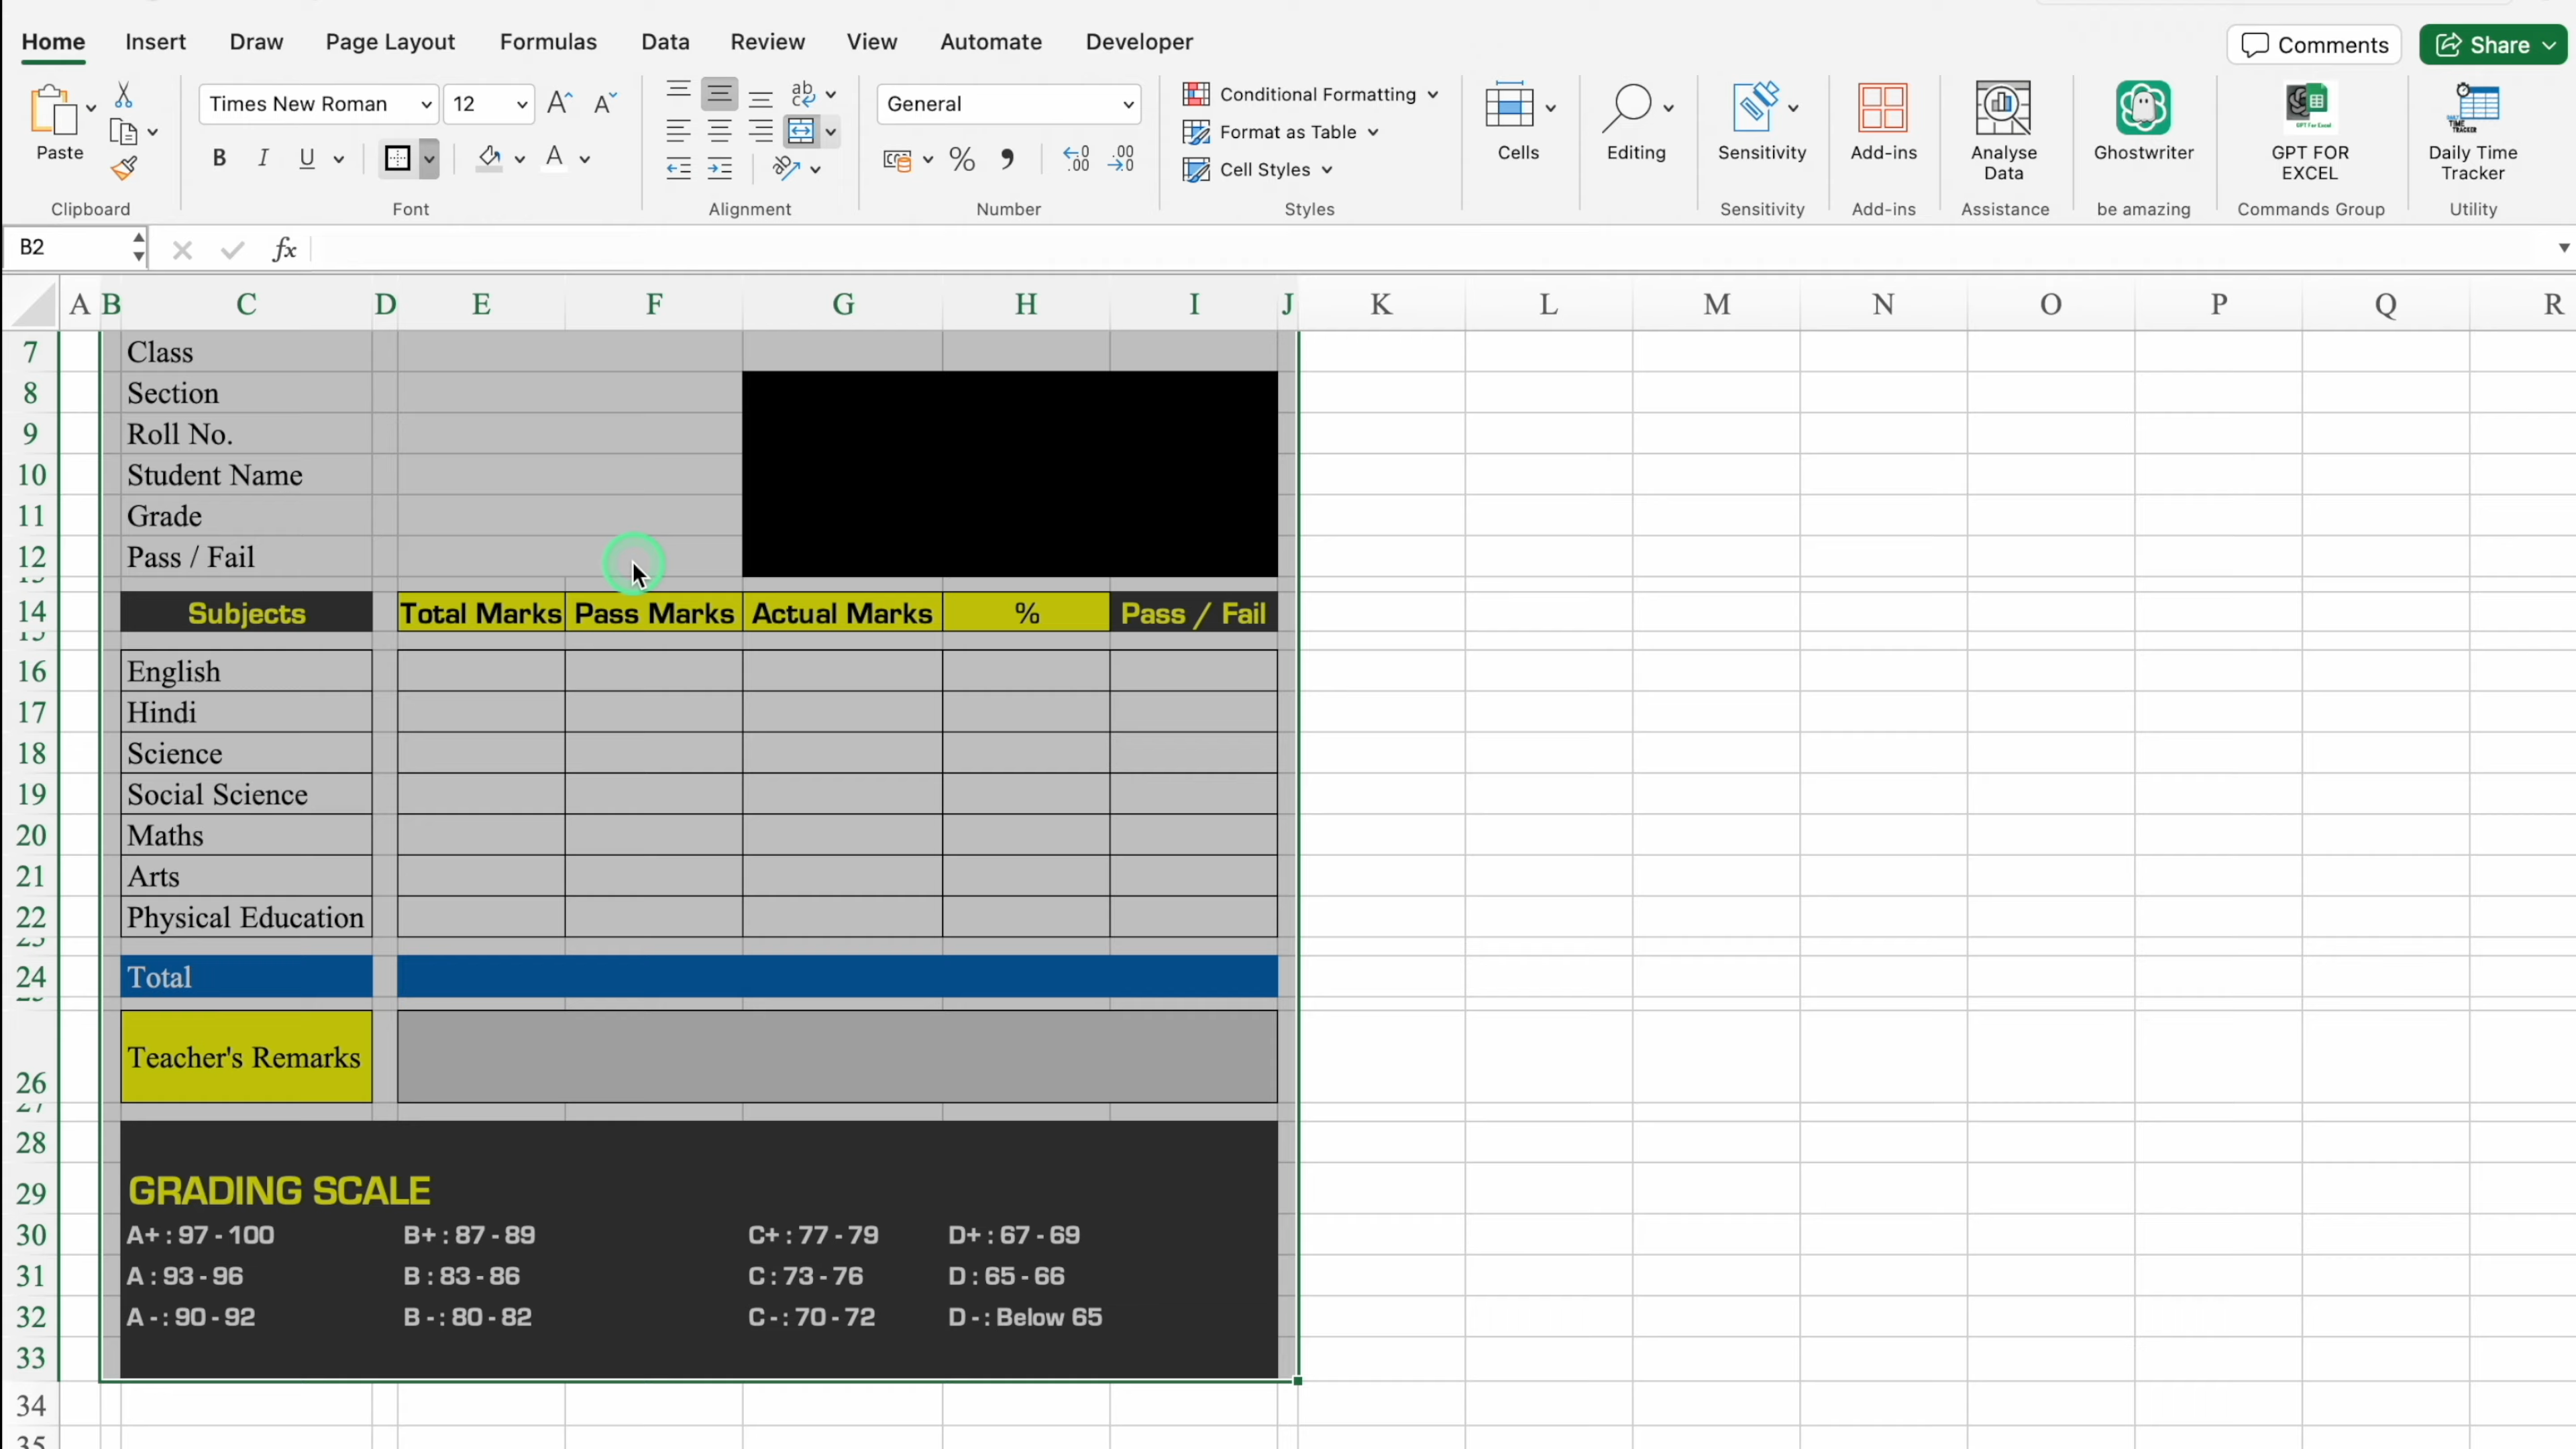 Home Insert Draw Page Layout Formulas Data Review View Automate Developer Comments Share
Paste Times New Roman 12 General Conditional Formatting Format as Table Cell Styles Cells Editing Sensitivity Add-ins Analyse Data Ghostwriter GPT FOR EXCEL Daily Time Tracker
Clipboard Font Alignment Number Styles Sensitivity Add-ins Assistance be amazing Commands Group Utility
B2 fx
A B C D E F G H I J K L M N O P Q R
7 Class
8 Section
9 Roll No.
10 Student Name
11 Grade
12 Pass / Fail
14 Subjects Total Marks Pass Marks Actual Marks % Pass / Fail
16 English
17 Hindi
18 Science
19 Social Science
20 Maths
21 Arts
22 Physical Education
24 Total
26 Teacher's Remarks
28
29 GRADING SCALE
30 A+ : 97 - 100 B+ : 87 - 89 C+ : 77 - 79 D+ : 67 - 69
31 A : 93 - 96 B : 83 - 86 C : 73 - 76 D : 65 - 66
32 A - : 90 - 92 B - : 80 - 82 C - : 70 - 72 D - : Below 65
33
34